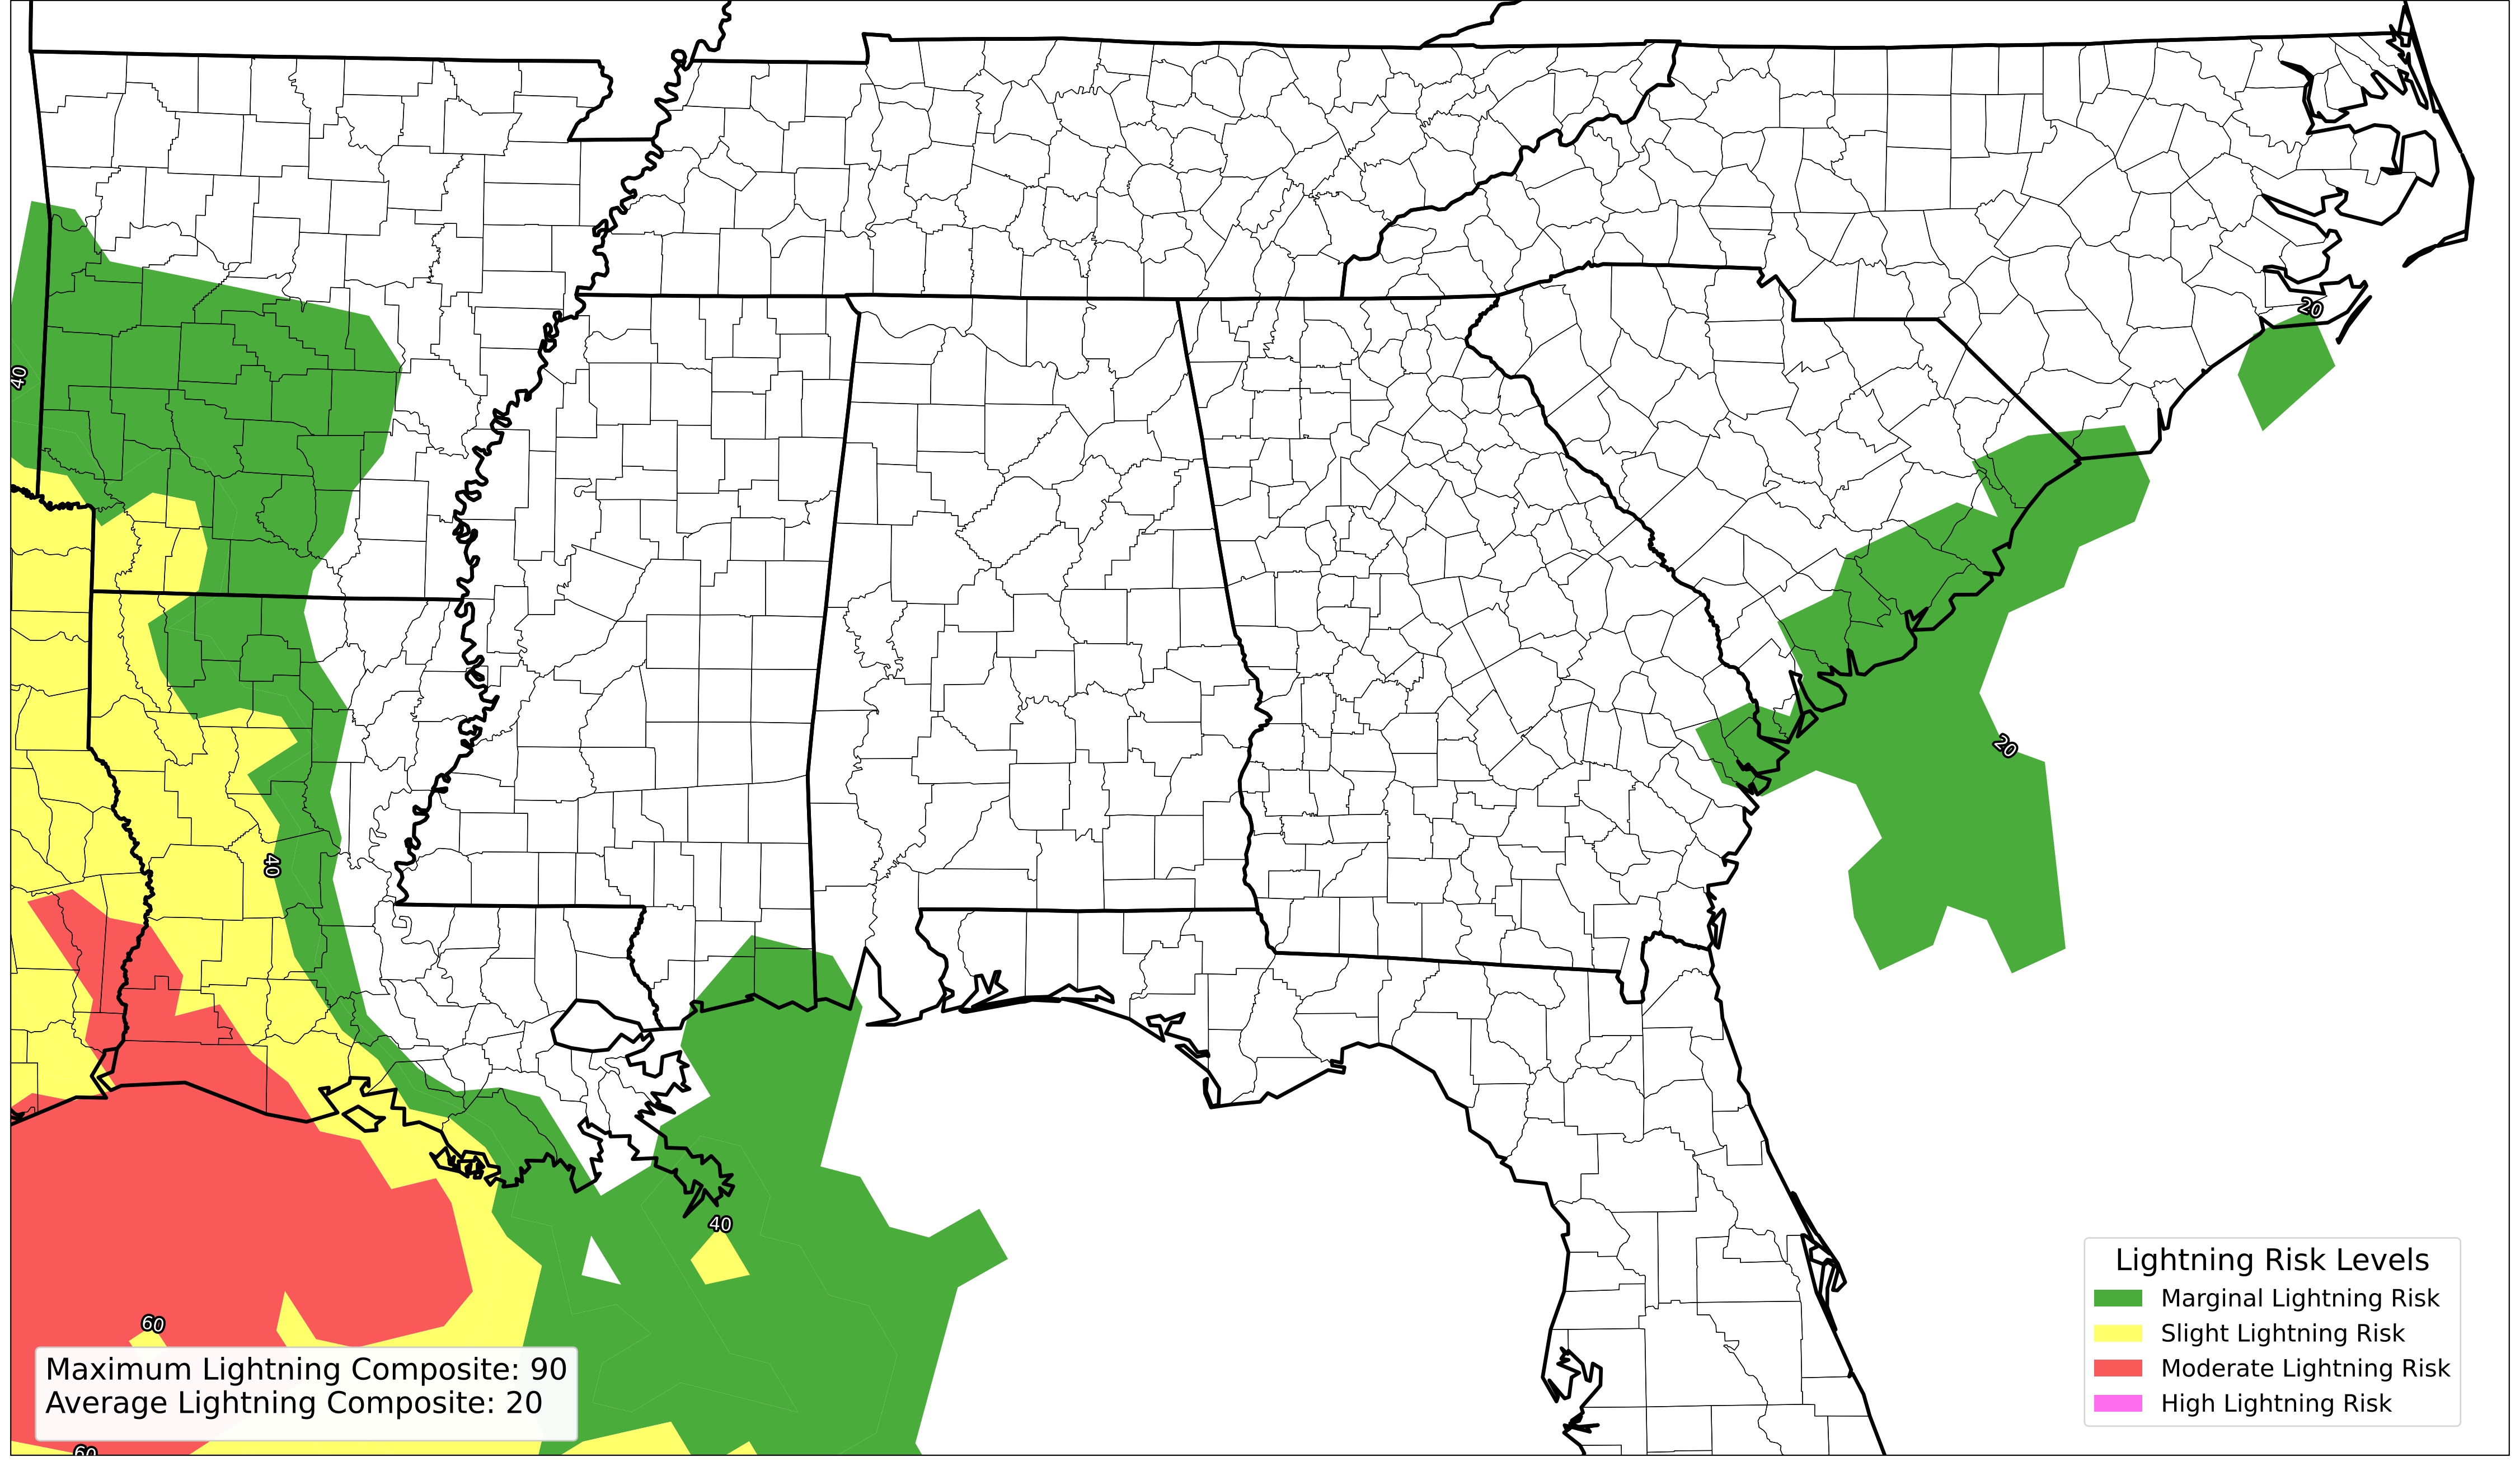 20
40
20
40
40
60
60
Maximum Lightning Composite: 90
Average Lightning Composite: 20
Lightning Risk Levels
Marginal Lightning Risk
Slight Lightning Risk
Moderate Lightning Risk
High Lightning Risk